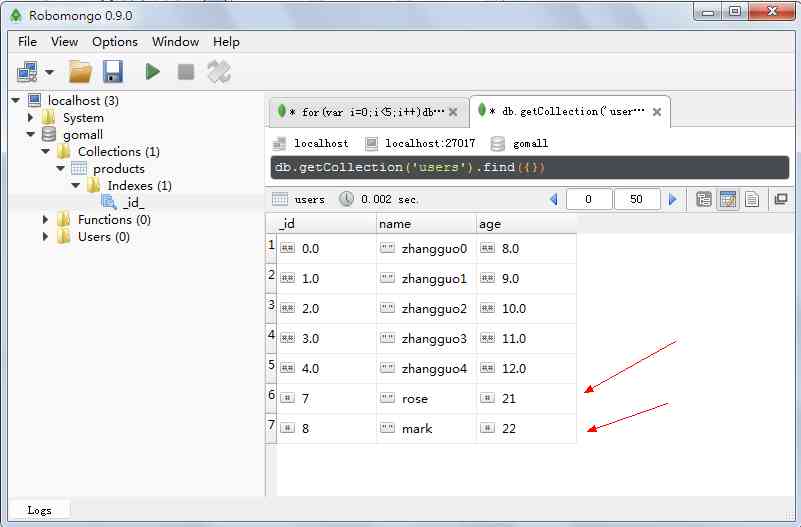 Robomongo 0.9.0
File View Options Window Help
localhost (3)
System
gomall
Collections (1)
products
Indexes (1)
_id_
Functions (0)
Users (0)
* for(var i=0;i<5;i++)db⋯
* db.getCollection('user⋯
localhost localhost:27017 gomall
db.getCollection('users').find({})
users 0.002 sec. 0 50
_id name age
1 ## 0.0 "" zhangguo0 ## 8.0
2 ## 1.0 "" zhangguo1 ## 9.0
3 ## 2.0 "" zhangguo2 ## 10.0
4 ## 3.0 "" zhangguo3 ## 11.0
5 ## 4.0 "" zhangguo4 ## 12.0
6 # 7 "" rose # 21
7 # 8 "" mark # 22
Logs